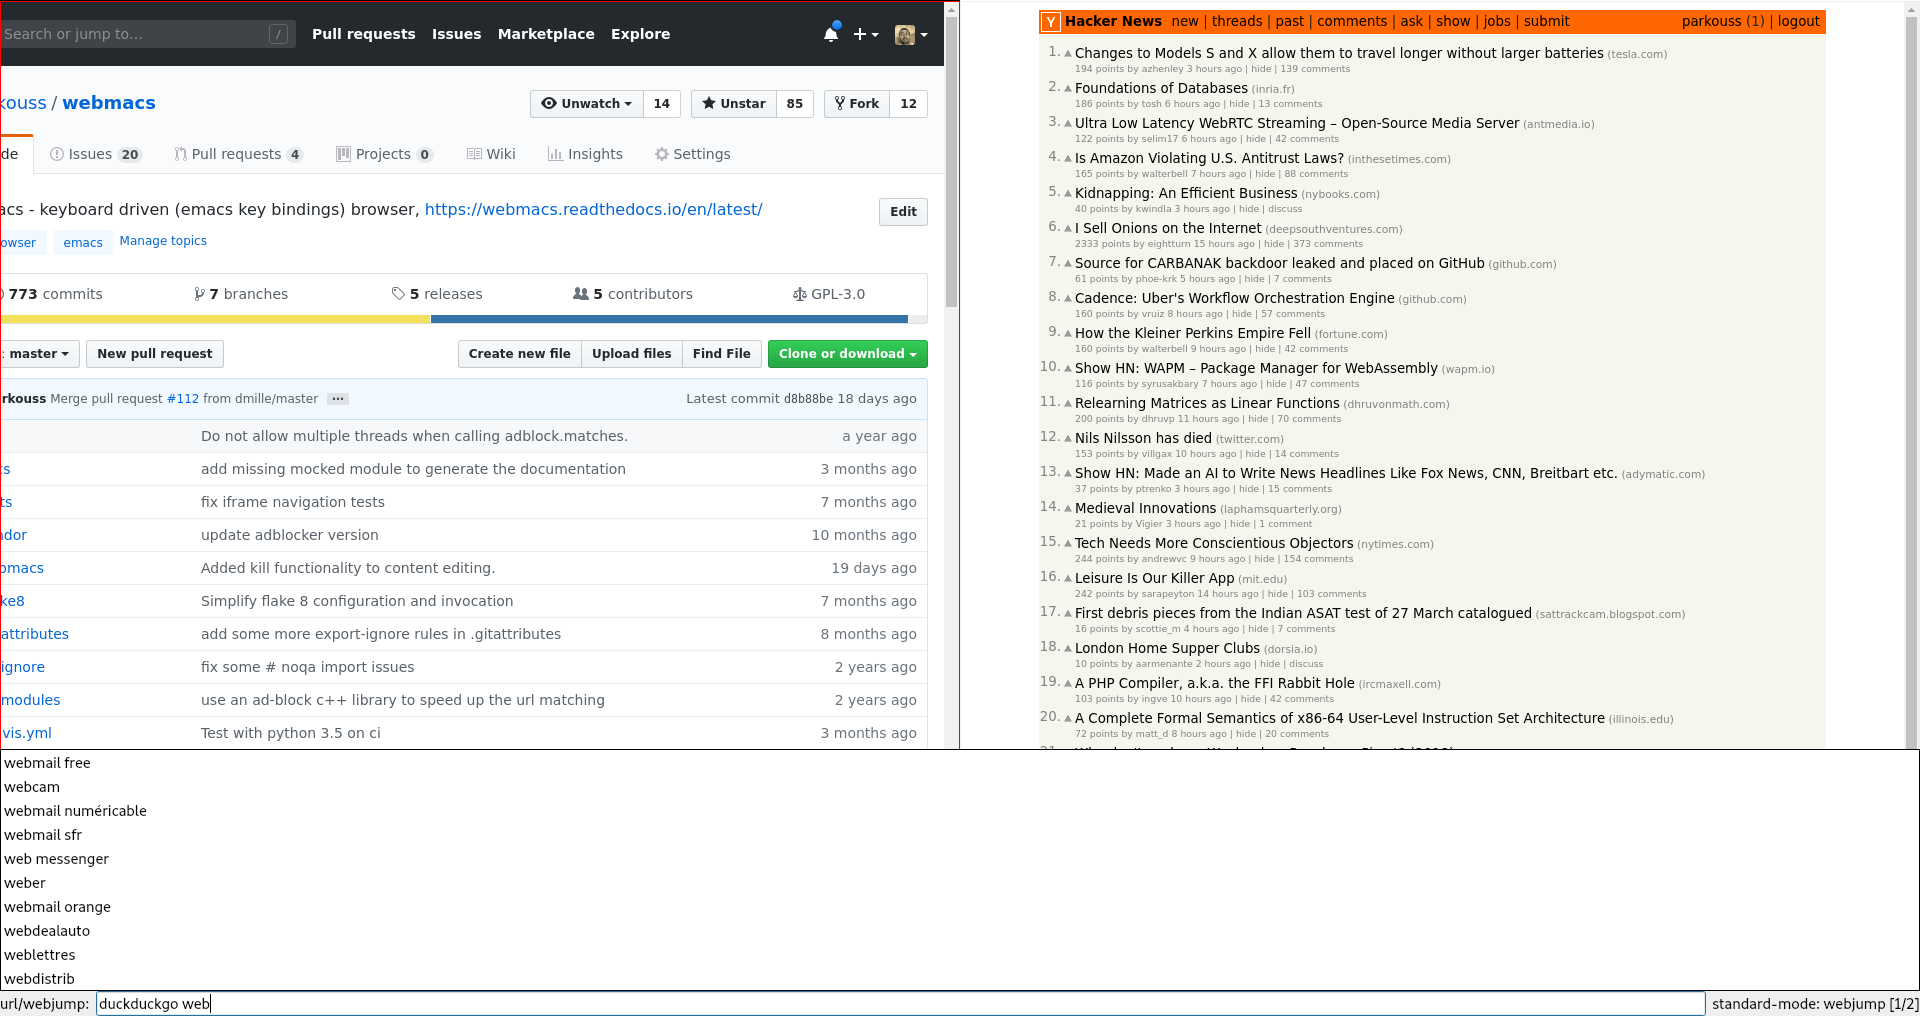 Search or jump to... /
Pull requests Issues Marketplace Explore
kouss / webmacs
Unwatch 14 Unstar 85 Fork 12
de Issues 20 Pull requests 4 Projects 0 Wiki Insights Settings
acs - keyboard driven (emacs key bindings) browser, https://webmacs.readthedocs.io/en/latest/ Edit
owser emacs Manage topics
773 commits 7 branches 5 releases 5 contributors GPL-3.0
: master New pull request Create new file Upload files Find File Clone or download
rkouss Merge pull request #112 from dmille/master ... Latest commit d8b88be 18 days ago
Do not allow multiple threads when calling adblock.matches. a year ago
cs add missing mocked module to generate the documentation 3 months ago
ts fix iframe navigation tests 7 months ago
ndor update adblocker version 10 months ago
bmacs Added kill functionality to content editing. 19 days ago
ke8 Simplify flake 8 configuration and invocation 7 months ago
attributes add some more export-ignore rules in .gitattributes 8 months ago
ignore fix some # noqa import issues 2 years ago
modules use an ad-block c++ library to speed up the url matching 2 years ago
vis.yml Test with python 3.5 on ci 3 months ago
Y Hacker News new | threads | past | comments | ask | show | jobs | submit parkouss (1) | logout
1. Changes to Models S and X allow them to travel longer without larger batteries (tesla.com)
194 points by azhenley 3 hours ago | hide | 139 comments
2. Foundations of Databases (inria.fr)
186 points by tosh 6 hours ago | hide | 13 comments
3. Ultra Low Latency WebRTC Streaming – Open-Source Media Server (antmedia.io)
122 points by selim17 6 hours ago | hide | 42 comments
4. Is Amazon Violating U.S. Antitrust Laws? (inthesetimes.com)
165 points by walterbell 7 hours ago | hide | 88 comments
5. Kidnapping: An Efficient Business (nybooks.com)
40 points by kwindla 3 hours ago | hide | discuss
6. I Sell Onions on the Internet (deepsouthventures.com)
2333 points by eightturn 15 hours ago | hide | 373 comments
7. Source for CARBANAK backdoor leaked and placed on GitHub (github.com)
61 points by phoe-krk 5 hours ago | hide | 7 comments
8. Cadence: Uber's Workflow Orchestration Engine (github.com)
160 points by vruiz 8 hours ago | hide | 57 comments
9. How the Kleiner Perkins Empire Fell (fortune.com)
160 points by walterbell 9 hours ago | hide | 42 comments
10. Show HN: WAPM – Package Manager for WebAssembly (wapm.io)
116 points by syrusakbary 7 hours ago | hide | 47 comments
11. Relearning Matrices as Linear Functions (dhruvonmath.com)
200 points by dhruvp 11 hours ago | hide | 70 comments
12. Nils Nilsson has died (twitter.com)
153 points by villgax 10 hours ago | hide | 14 comments
13. Show HN: Made an AI to Write News Headlines Like Fox News, CNN, Breitbart etc. (adymatic.com)
37 points by ptrenko 3 hours ago | hide | 15 comments
14. Medieval Innovations (laphamsquarterly.org)
21 points by Vigier 3 hours ago | hide | 1 comment
15. Tech Needs More Conscientious Objectors (nytimes.com)
244 points by andrewvc 9 hours ago | hide | 154 comments
16. Leisure Is Our Killer App (mit.edu)
242 points by sarapeyton 14 hours ago | hide | 103 comments
17. First debris pieces from the Indian ASAT test of 27 March catalogued (sattrackcam.blogspot.com)
16 points by scottie_m 4 hours ago | hide | 7 comments
18. London Home Supper Clubs (dorsia.io)
10 points by aarmenante 2 hours ago | hide | discuss
19. A PHP Compiler, a.k.a. the FFI Rabbit Hole (ircmaxell.com)
103 points by ingve 10 hours ago | hide | 42 comments
20. A Complete Formal Semantics of x86-64 User-Level Instruction Set Architecture (illinois.edu)
72 points by matt_d 8 hours ago | hide | 20 comments
webmail free
webcam
webmail numéricable
webmail sfr
web messenger
weber
webmail orange
webdealauto
weblettres
webdistrib
url/webjump: duckduckgo web standard-mode: webjump [1/2]